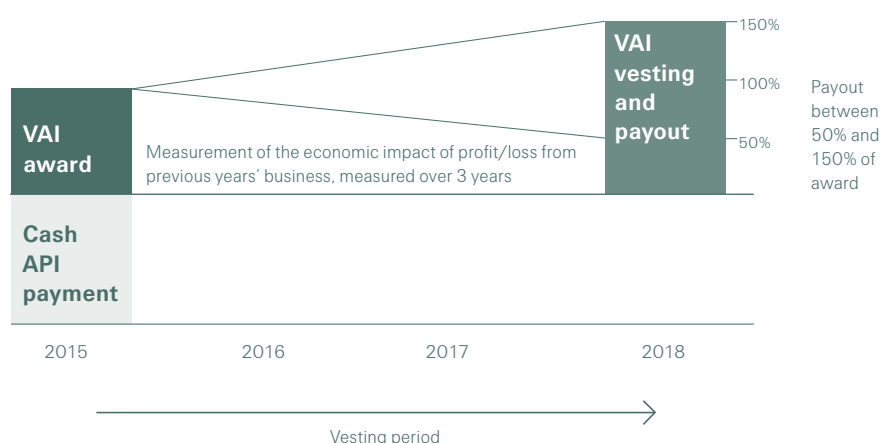 VAI
award
Cash
API
payment
Measurement of the economic impact of profit/loss from
previous years’ business, measured over 3 years
VAI
vesting
and
payout
150%
100%
50%
Payout
between
50% and
150% of
award
2015
2016
2017
2018
Vesting period